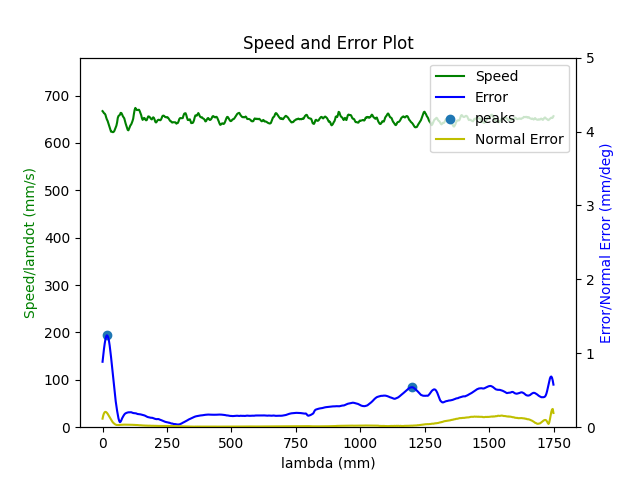 Speed and Error Plot
Speed
Error
peaks
Normal Error
700
600
500
400
300
200
100
0
Speed/lamdot (mm/s)
5
4
3
2
1
0
Error/Normal Error (mm/deg)
0 250 500 750 1000 1250 1500 1750
lambda (mm)